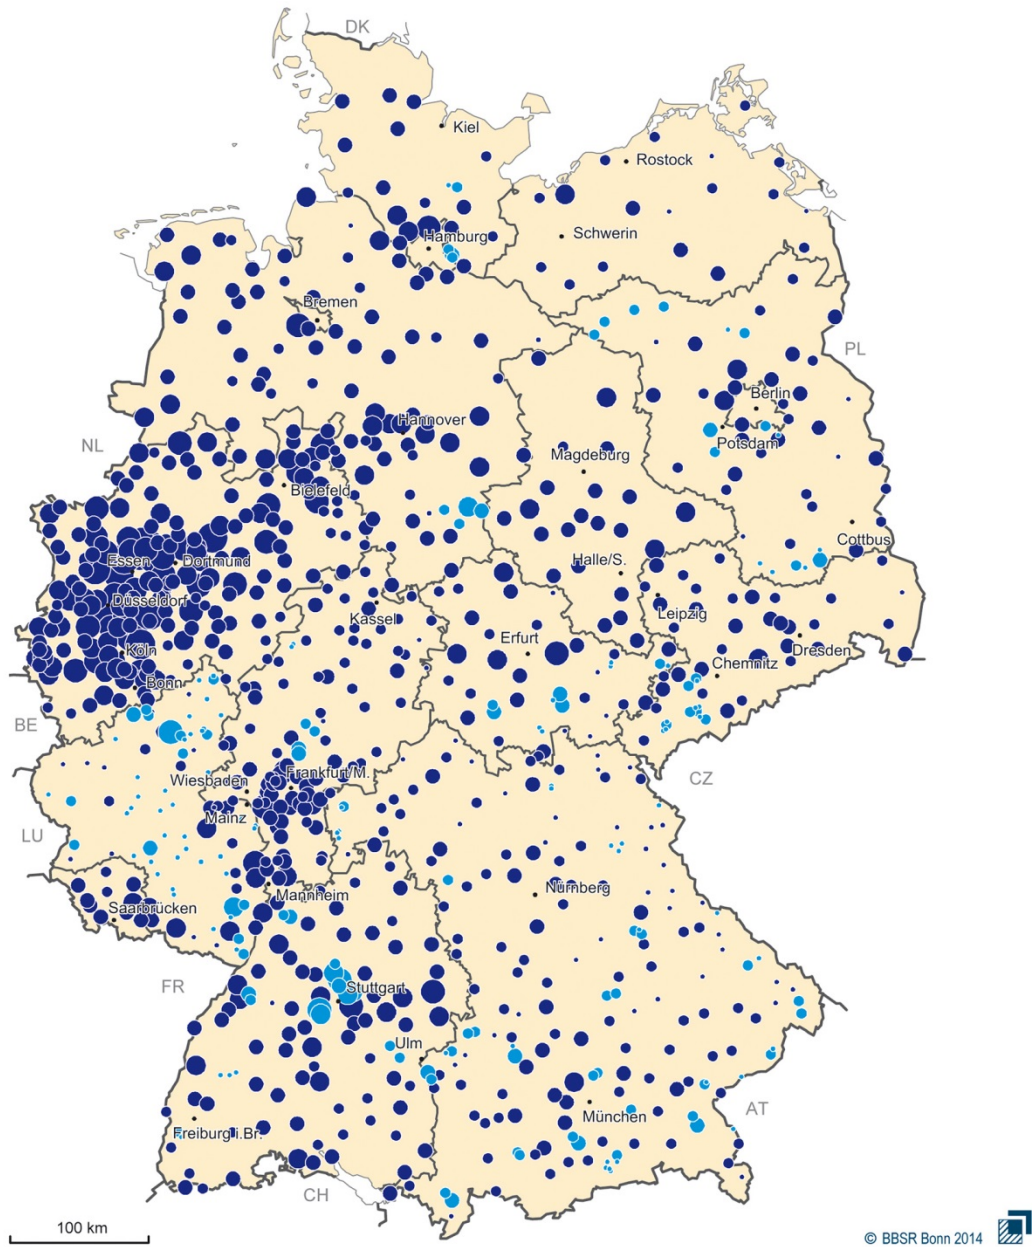 DK
Kiel
Rostock
Hamburg
Schwerin
Bremen
PL
Berlin
Hannover
Potsdam
NL
Magdeburg
Bielefeld
Cottbus
Essen
Dortmund
Halle/S.
Düsseldorf
Leipzig
Kassel
Erfurt
Köln
Dresden
Chemnitz
Bonn
BE
Wiesbaden
Frankfurt/M.
CZ
Mainz
LU
Nürnberg
Mannheim
Saarbrücken
FR
Stuttgart
Ulm
AT
München
Freiburg i.Br.
CH
100 km
© BBSR Bonn 2014